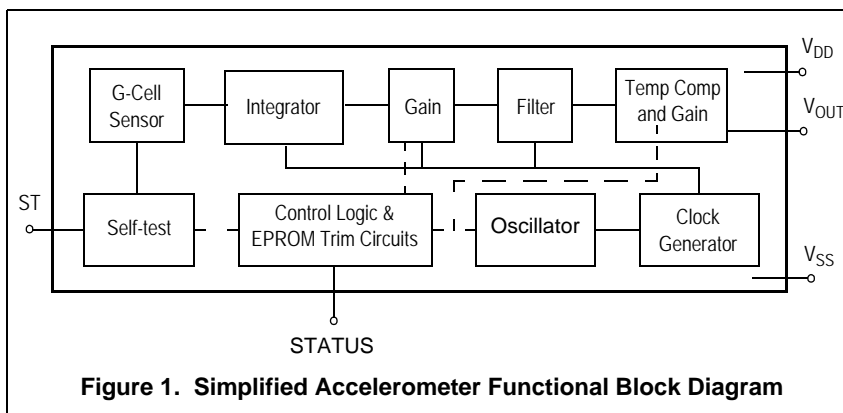 G-Cell
Sensor
Integrator
Gain
Filter
Temp Comp
and Gain
VDD
VOUT
ST
Self-test
Control Logic &
EPROM Trim Circuits
Oscillator
Clock
Generator
VSS
STATUS
Figure 1. Simplified Accelerometer Functional Block Diagram